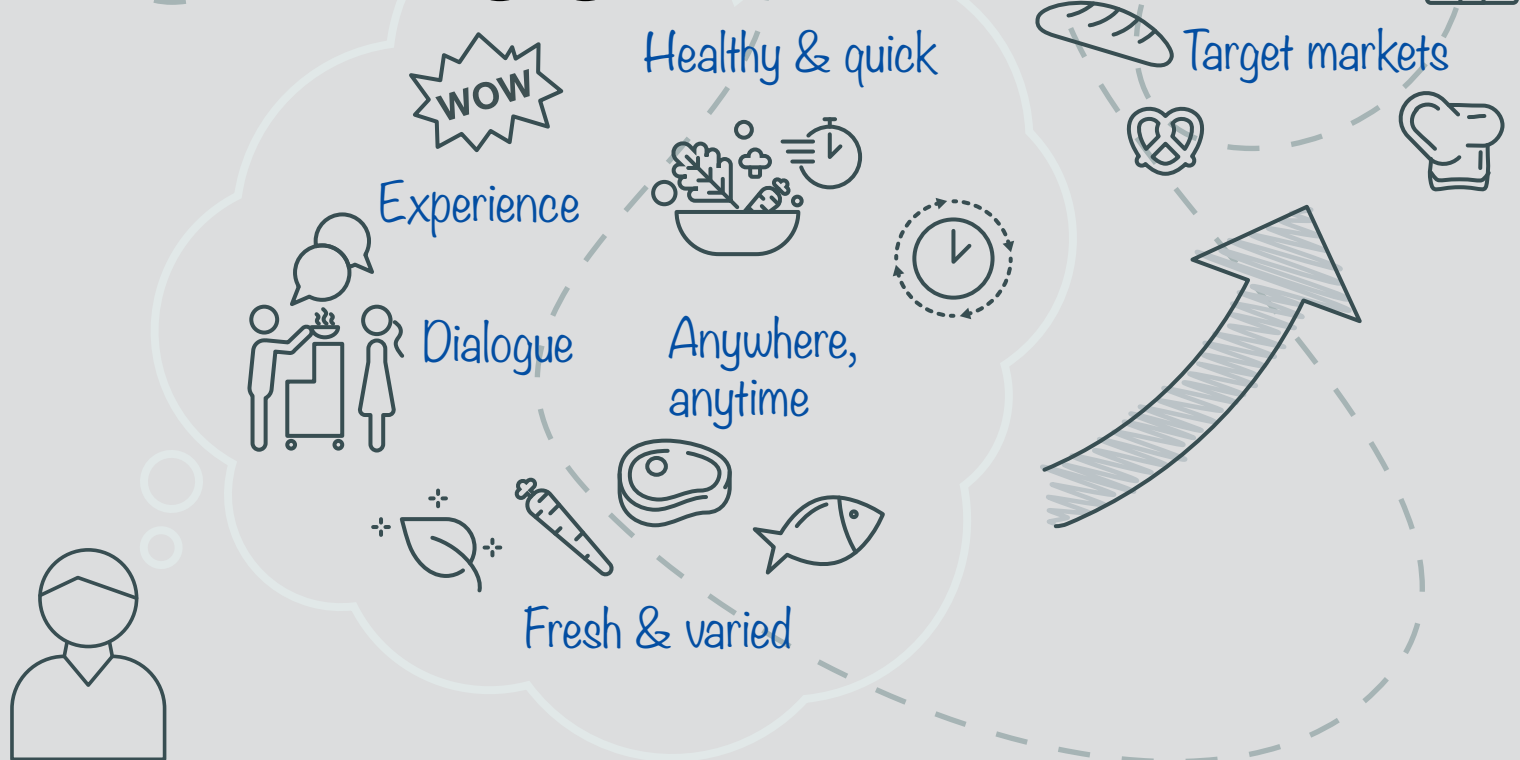 Healthy & quick
Target markets
WOW
Experience
Dialogue
Anywhere,
anytime
Fresh & varied